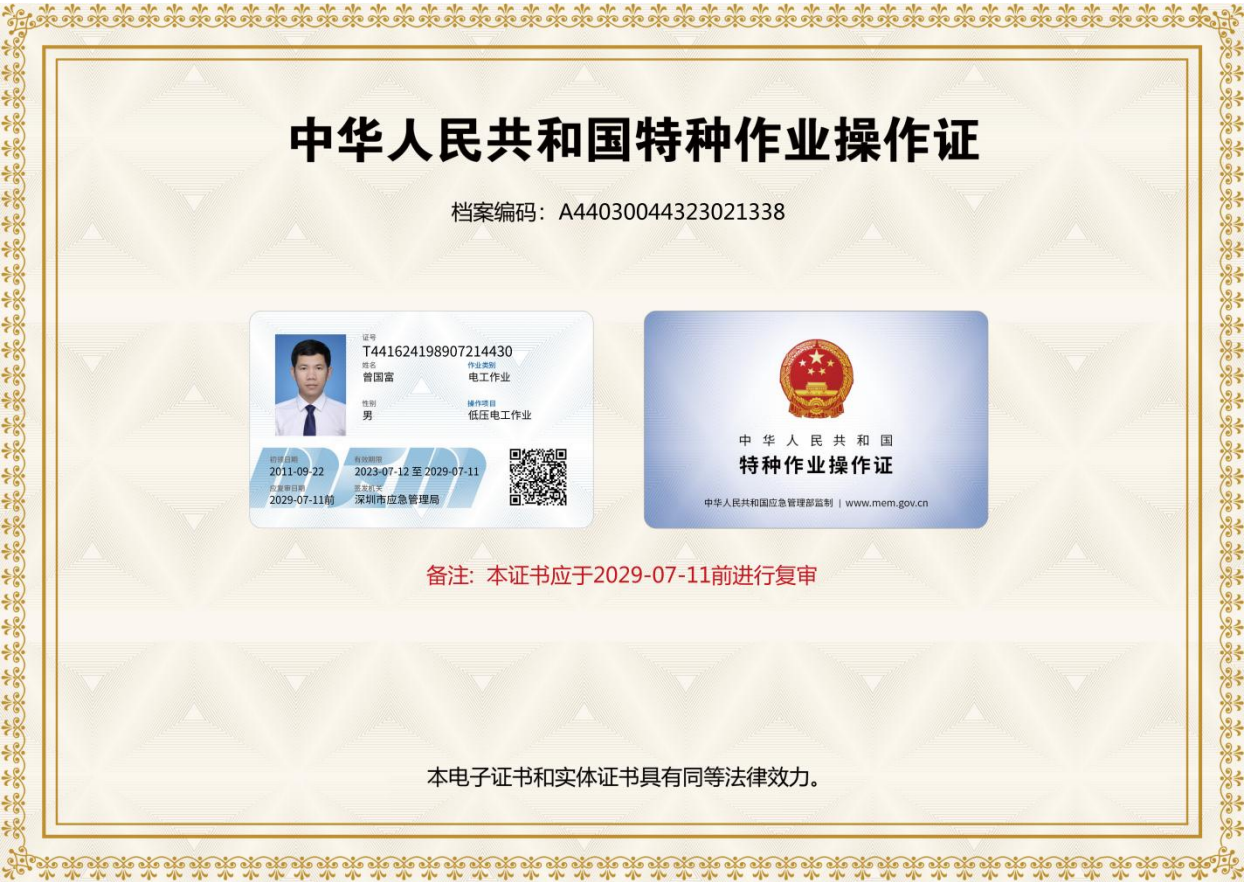 中华人民共和国特种作业操作证
档案编码：A44030044323021338
证号
T441624198907214430
姓名 作业类别
曾国富 电工作业
性别 操作项目
男 低压电工作业
初领日期 有效期限
2011-09-22 2023-07-12 至 2029-07-11
应复审日期 签发机关
2029-07-11前 深圳市应急管理局
中华人民共和国
特种作业操作证
中华人民共和国应急管理部监制 | www.mem.gov.cn
备注: 本证书应于2029-07-11前进行复审
本电子证书和实体证书具有同等法律效力。